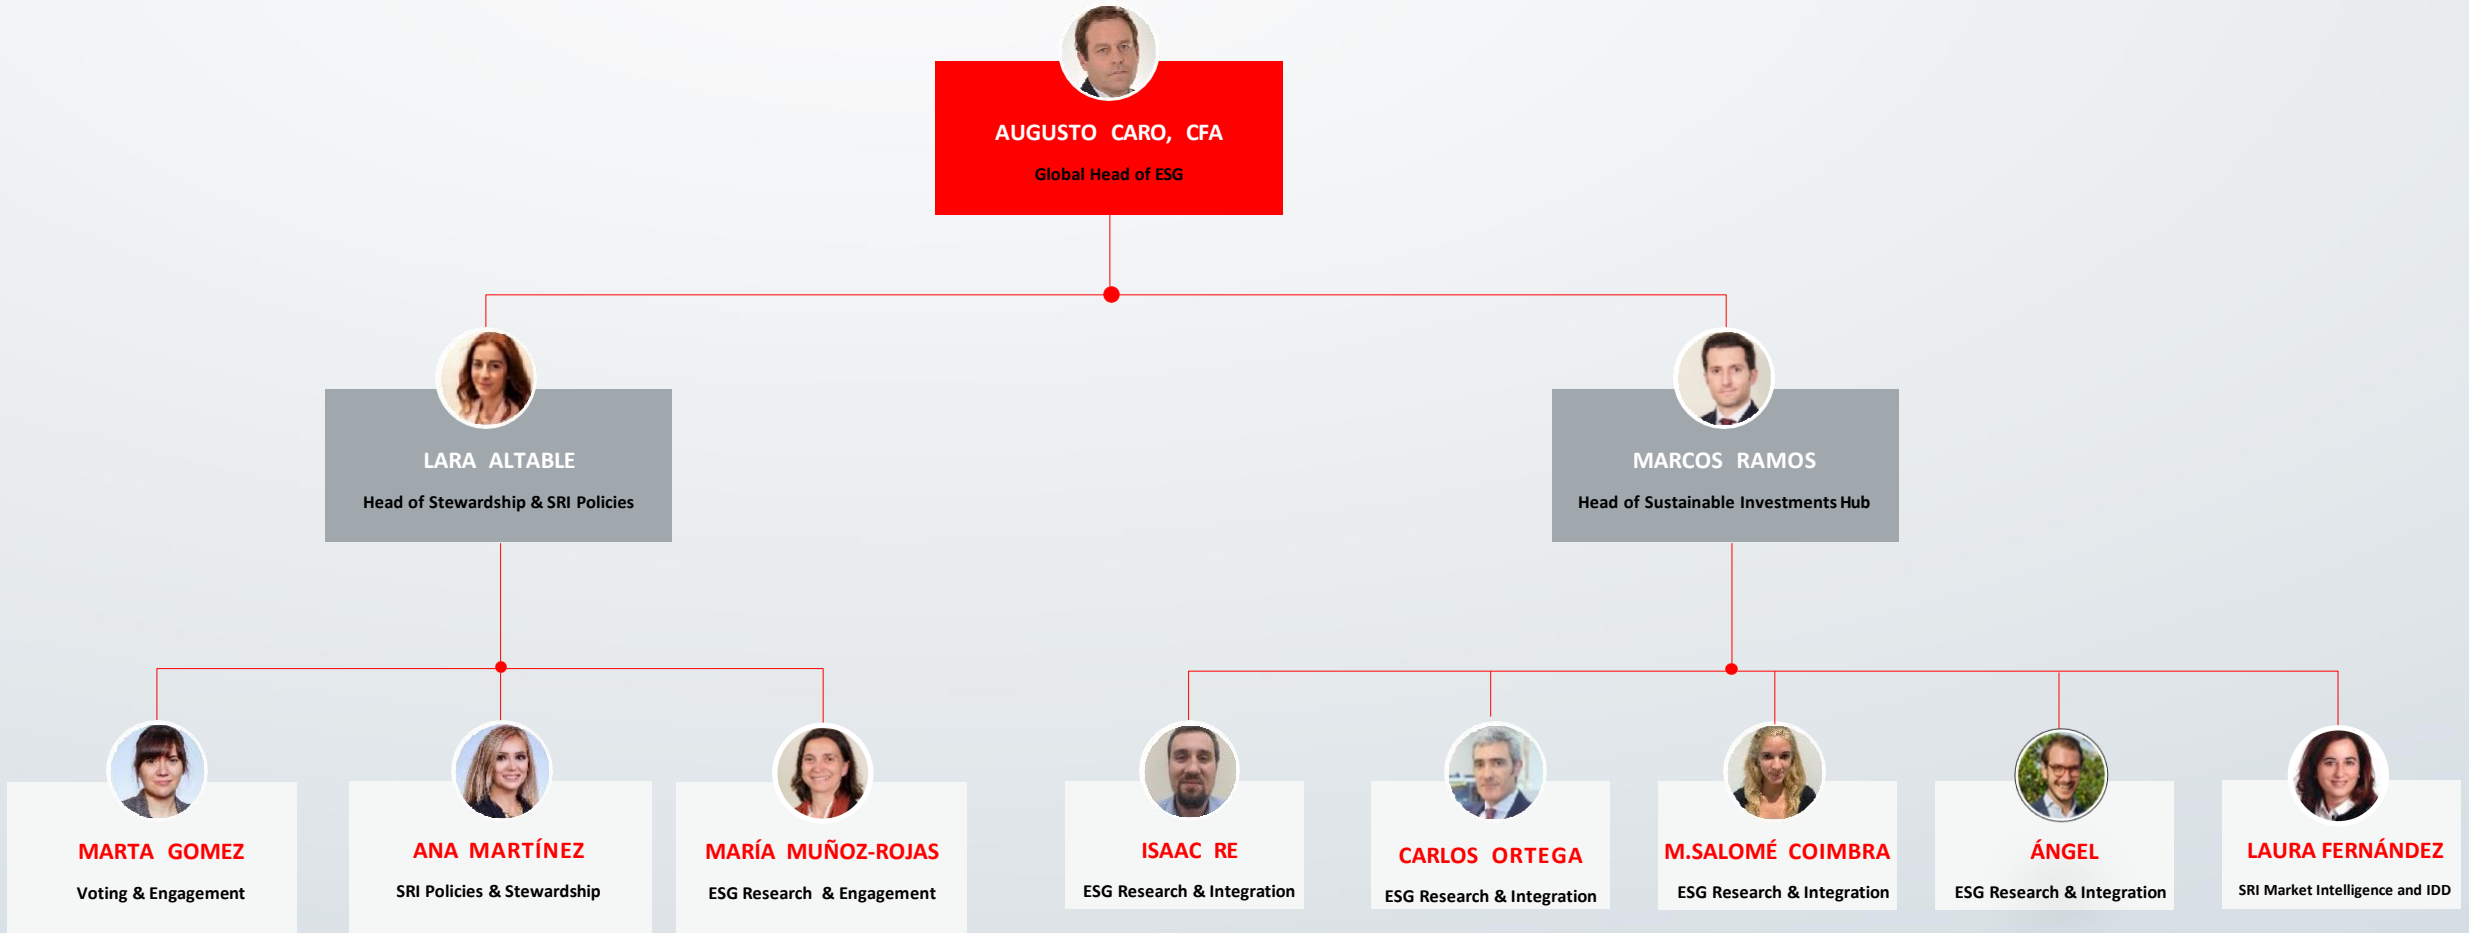 AUGUSTO CARO, CFA
Global Head of ESG
LARA ALTABLE
Head of Stewardship & SRI Policies
MARCOS RAMOS
Head of Sustainable Investments Hub
MARTA GOMEZ
Voting & Engagement
ANA MARTÍNEZ
SRI Policies & Stewardship
MARÍA MUÑOZ-ROJAS
ESG Research & Engagement
ISAAC RE
ESG Research & Integration
CARLOS ORTEGA
ESG Research & Integration
M.SALOMÉ COIMBRA
ESG Research & Integration
ÁNGEL
ESG Research & Integration
LAURA FERNÁNDEZ
SRI Market Intelligence and IDD